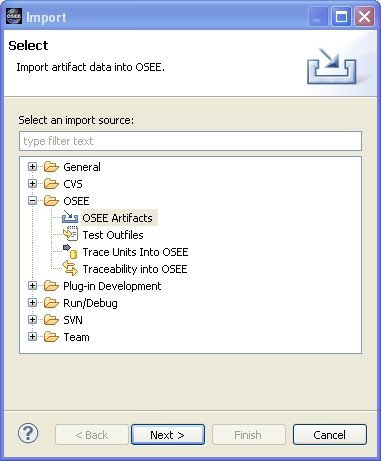 Import
Select
Import artifact data into OSEE.
Select an import source:
type filter text
General
CVS
OSEE
OSEE Artifacts
Test Outfiles
Trace Units Into OSEE
Traceability into OSEE
Plug-in Development
Run/Debug
SVN
Team
< Back
Next >
Finish
Cancel